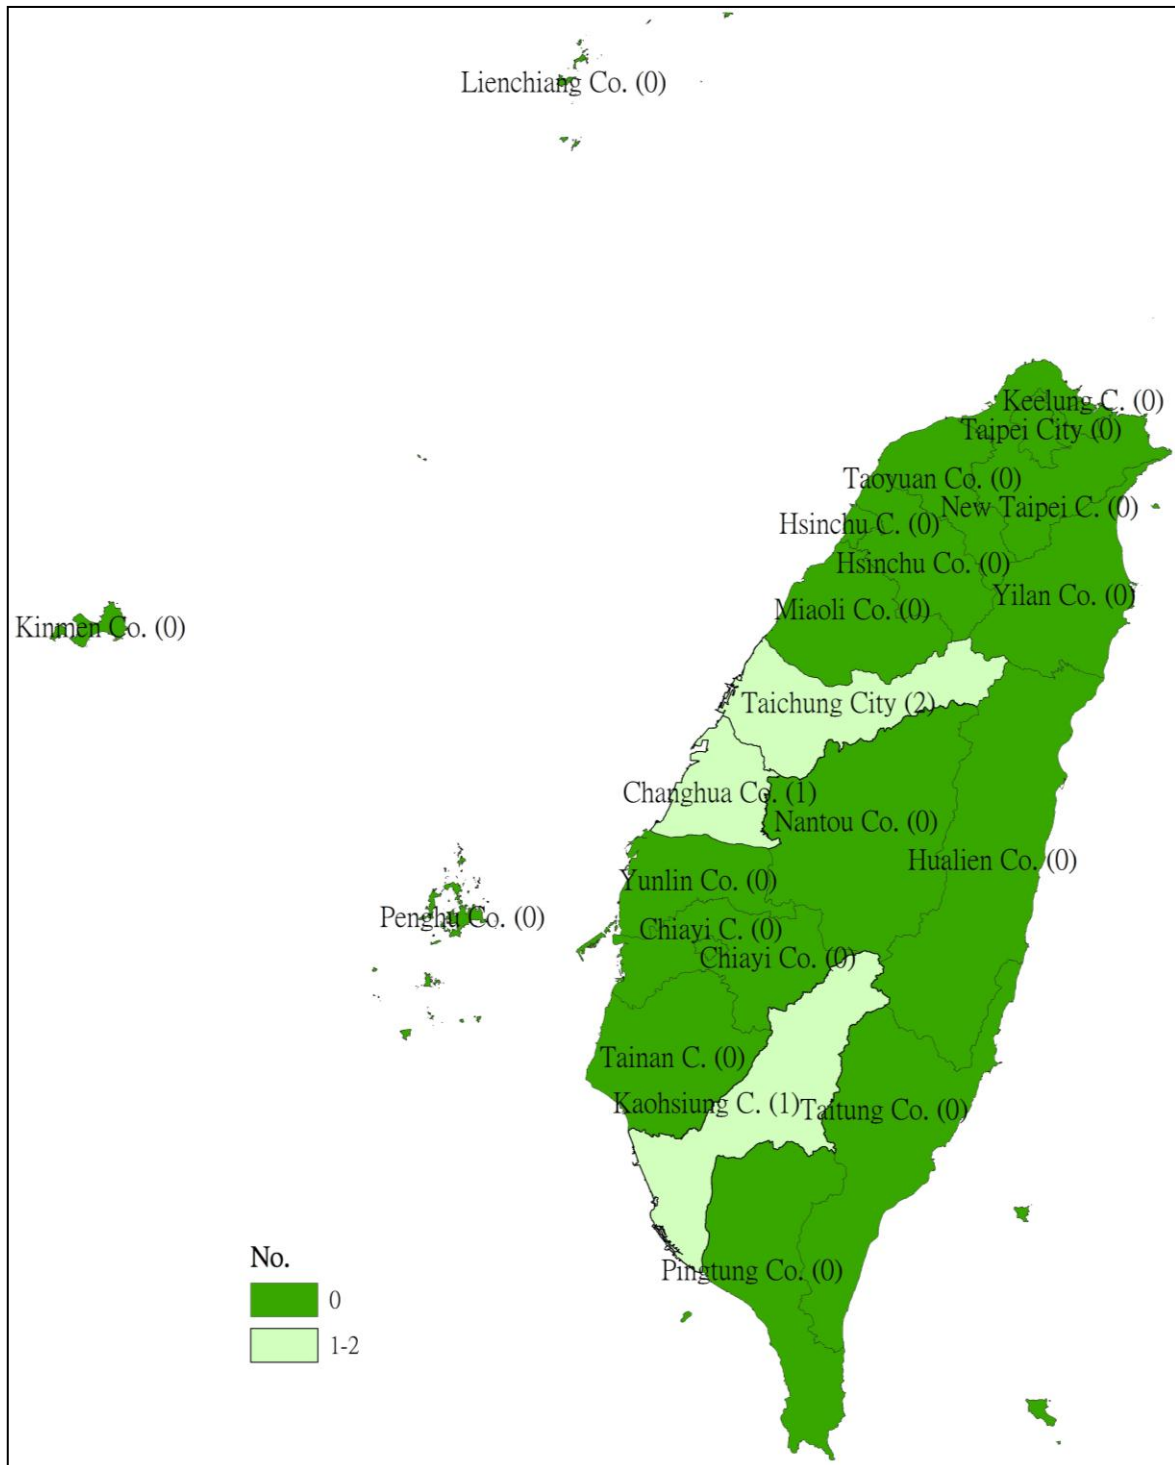 Lienchiang Co. (0)
Keelung C. (0)
Taipei City (0)
Taoyuan Co. (0)
New Taipei C. (0)
Hsinchu C. (0)
Hsinchu Co. (0)
Yilan Co. (0)
Miaoli Co. (0)
Kinmen Co. (0)
Taichung City (2)
Changhua Co. (1)
Nantou Co. (0)
Hualien Co. (0)
Yunlin Co. (0)
Penghu Co. (0)
Chiayi C. (0)
Chiayi Co. (0)
Tainan C. (0)
Kaohsiung C. (1)
Taitung Co. (0)
Pingtung Co. (0)
No.
0
1-2